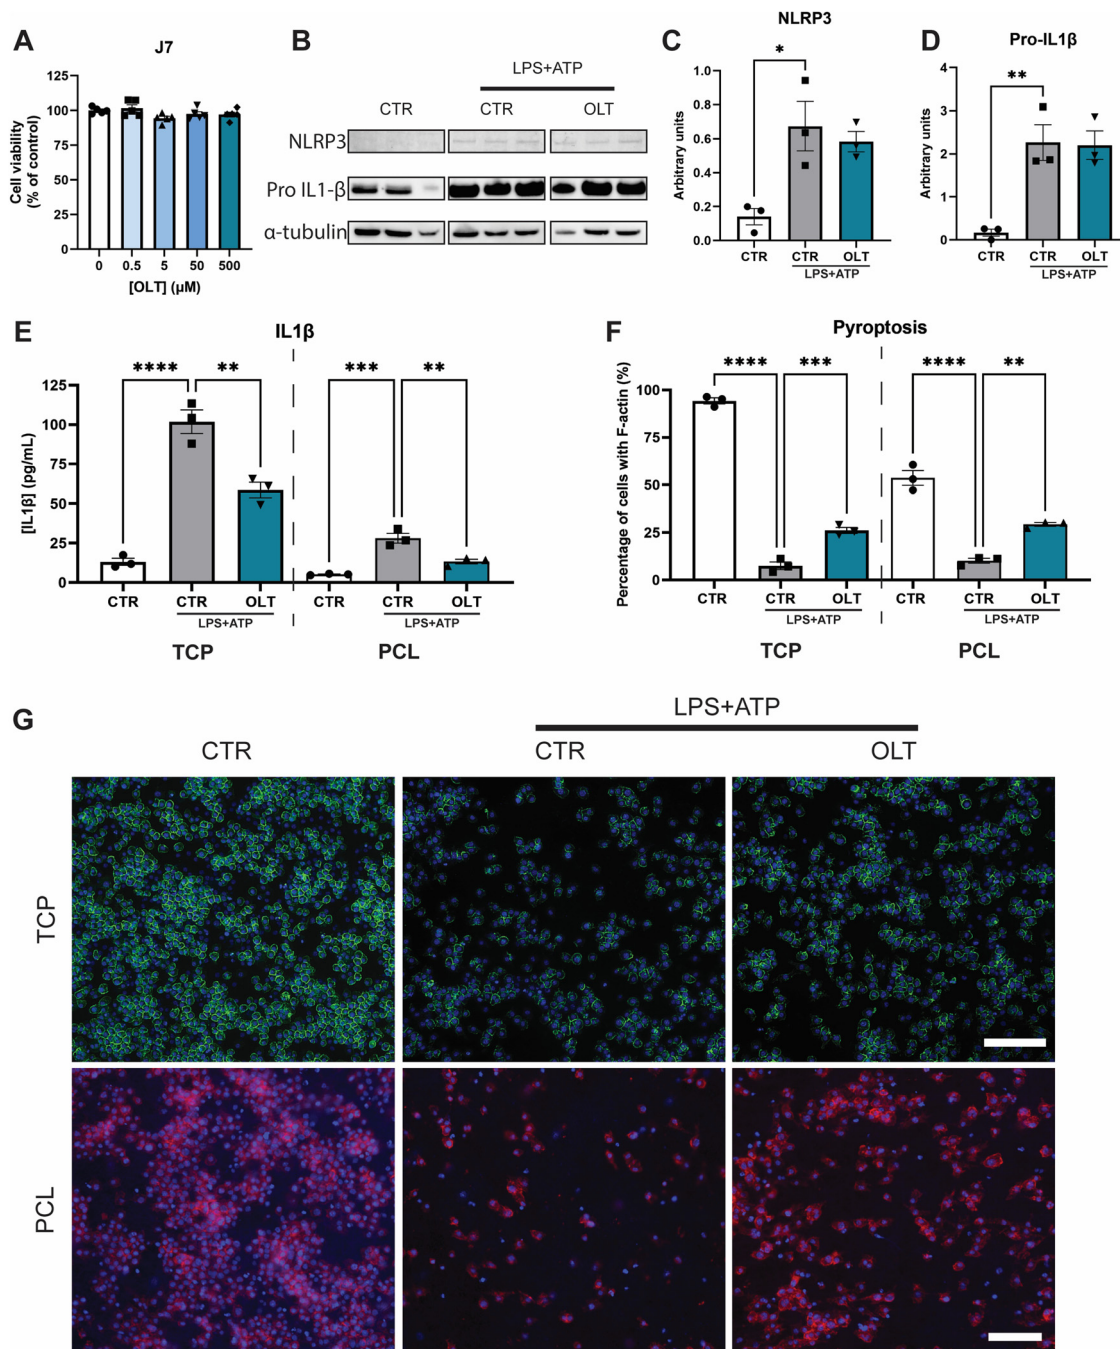 A
J7
Cell viability
(% of control)
125
100
75
50
25
0
0 0.5 5 50 500
[OLT] (µM)
B
LPS+ATP
CTR CTR OLT
NLRP3
Pro IL1-β
α-tubulin
C
NLRP3
*
Arbitrary units
1.0
0.8
0.6
0.4
0.2
0.0
CTR CTR OLT
LPS+ATP
D
Pro-IL1β
**
Arbitrary units
4
3
2
1
0
CTR CTR OLT
LPS+ATP
E
IL1β
**** ** *** **
[IL1β] (pg/mL)
125
100
75
50
25
0
CTR CTR OLT CTR CTR OLT
LPS+ATP LPS+ATP
TCP PCL
F
Pyroptosis
**** *** **** **
Percentage of cells with F-actin (%)
100
75
50
25
0
CTR CTR OLT CTR CTR OLT
LPS+ATP LPS+ATP
TCP PCL
G
LPS+ATP
CTR CTR OLT
TCP
PCL